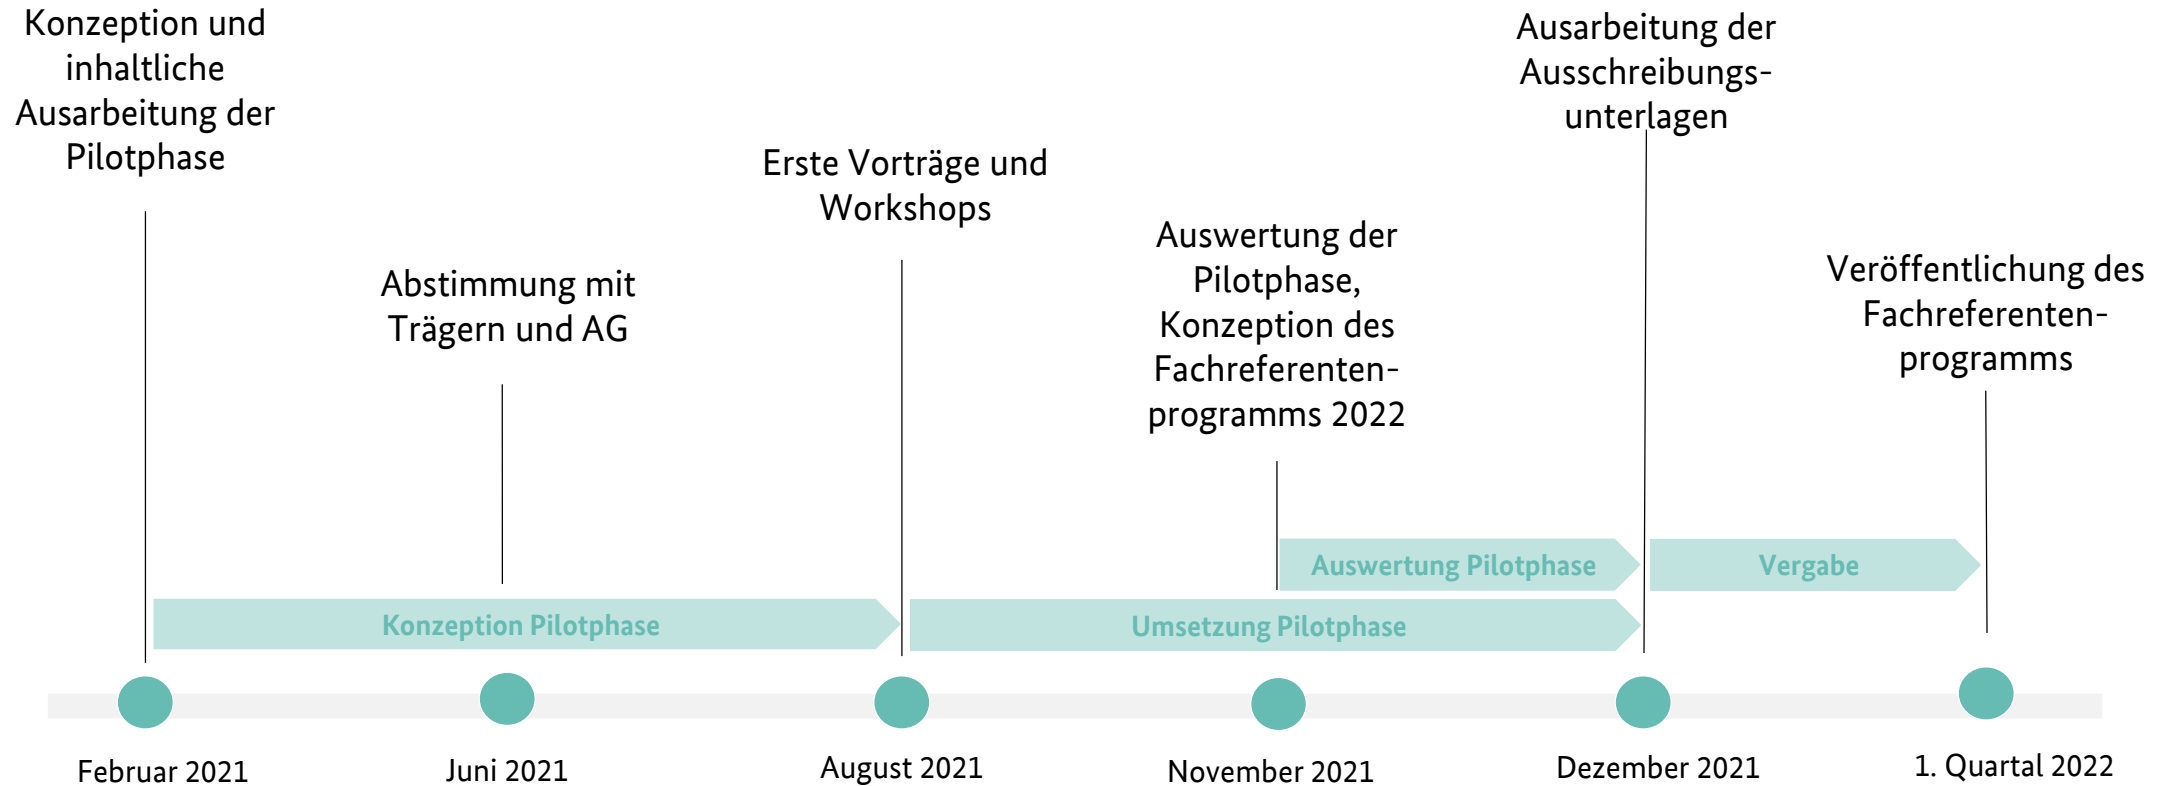 Konzeption und
inhaltliche
Ausarbeitung der
Pilotphase
Abstimmung mit
Trägern und AG
Erste Vorträge und
Workshops
Auswertung der
Pilotphase,
Konzeption des
Fachreferenten-
programms 2022
Ausarbeitung der
Ausschreibungs-
unterlagen
Veröffentlichung des
Fachreferenten-
programms
Auswertung Pilotphase
Vergabe
Konzeption Pilotphase
Umsetzung Pilotphase
Februar 2021
Juni 2021
August 2021
November 2021
Dezember 2021
1. Quartal 2022